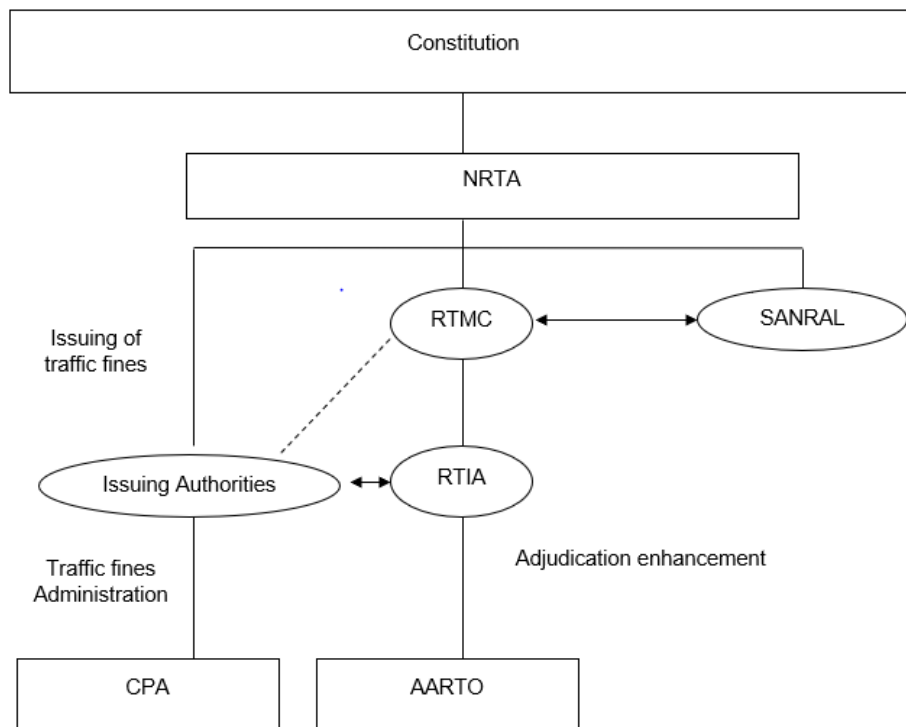 Constitution
NRTA
RTMC
SANRAL
Issuing of
traffic fines
Issuing Authorities
RTIA
Traffic fines
Administration
Adjudication enhancement
CPA
AARTO